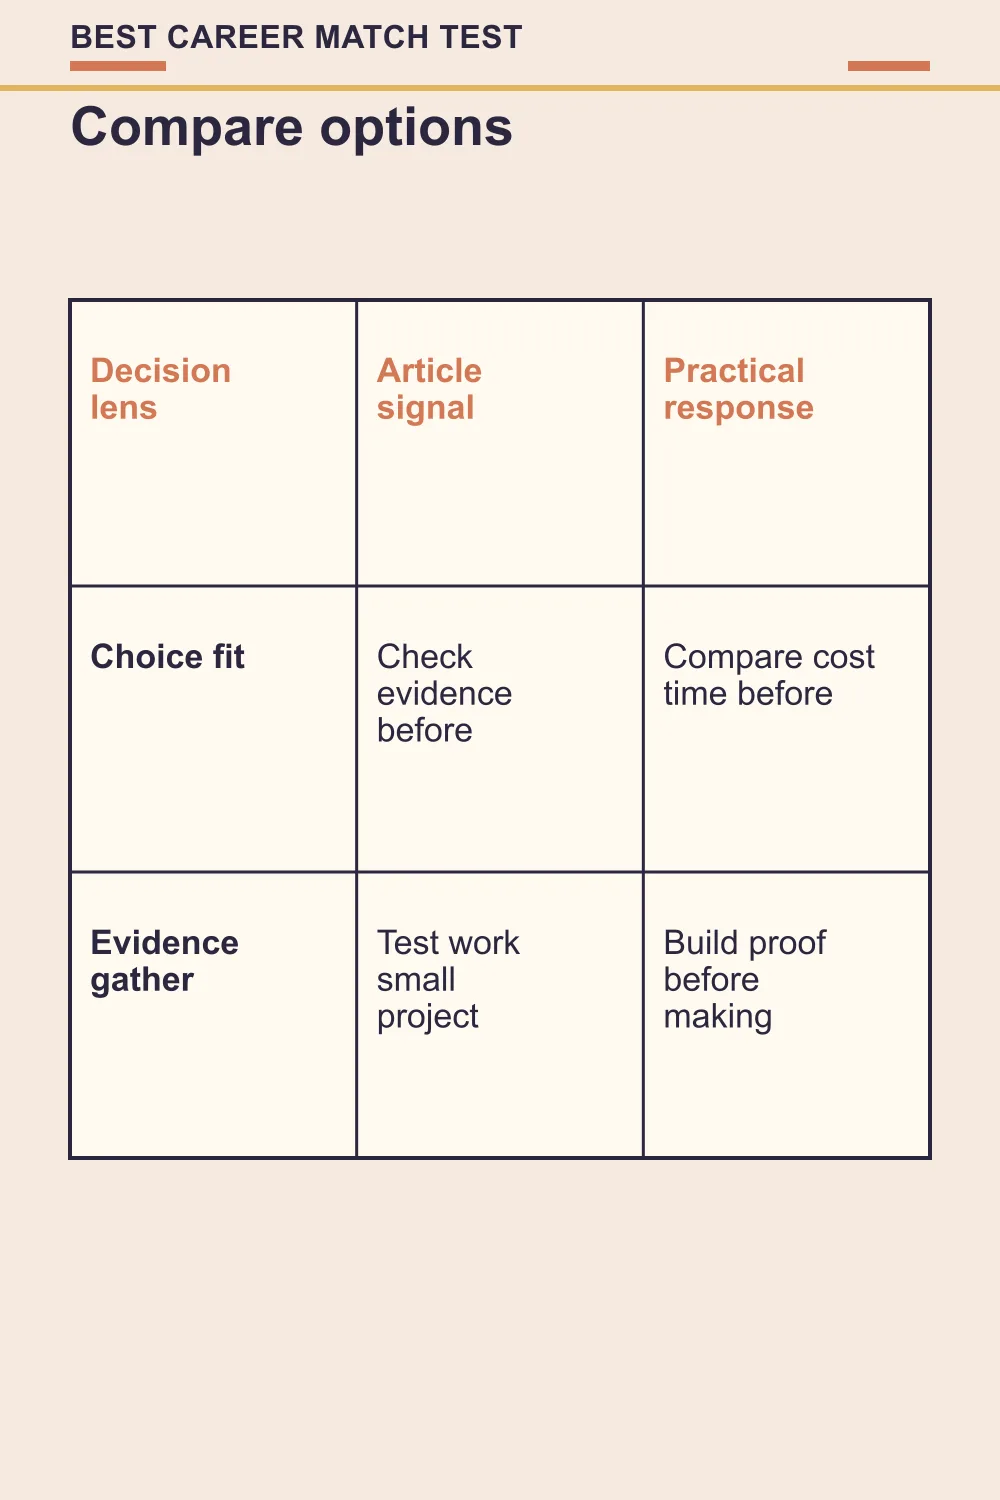 BEST CAREER MATCH TEST
Compare options
Decision
lens
Article
signal
Practical
response
Choice fit
Check
evidence
before
Compare cost
time before
Evidence
gather
Test work
small
project
Build proof
before
making